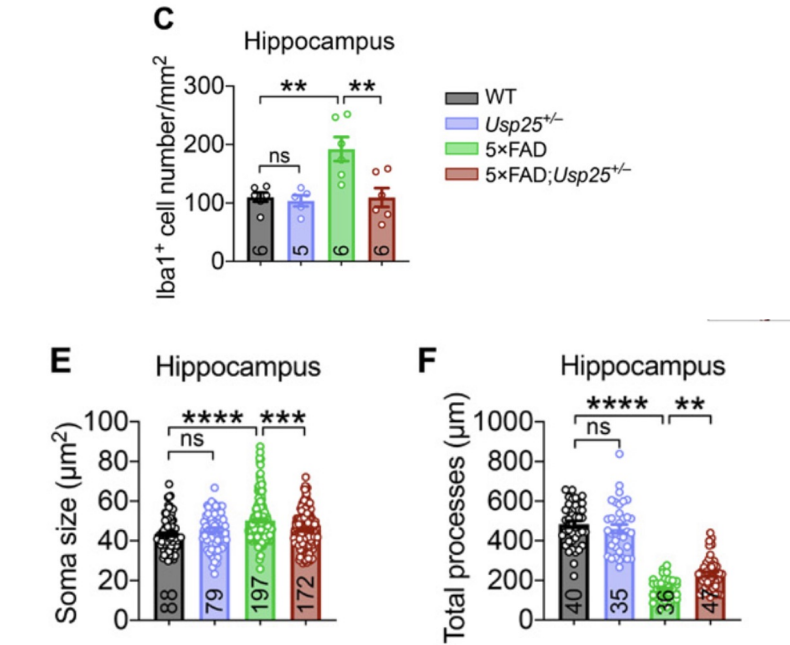 C
Hippocampus
Iba1⁺ cell number/mm²
300
200
100
0
** **
ns
6 5 6 6
WT
Usp25⁺/⁻
5×FAD
5×FAD;Usp25⁺/⁻
E
Hippocampus
Soma size (µm²)
100
80
60
40
20
0
**** ***
ns
88 79 197 172
F
Hippocampus
Total processes (µm)
1000
800
600
400
200
0
**** **
ns
40 35 36 47